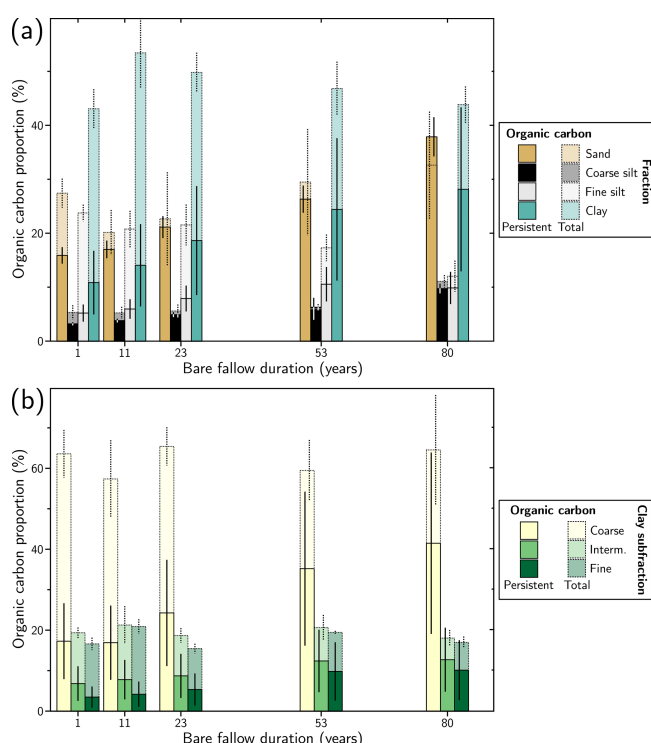 (a)
Organic carbon proportion (%)
40
20
0
1 11 23 53 80
Bare fallow duration (years)
Organic carbon
Sand
Coarse silt
Fine silt
Clay
Persistent Total
Fraction
(b)
Organic carbon proportion (%)
60
40
20
0
1 11 23 53 80
Bare fallow duration (years)
Organic carbon
Coarse
Interm.
Fine
Persistent Total
Clay subfraction